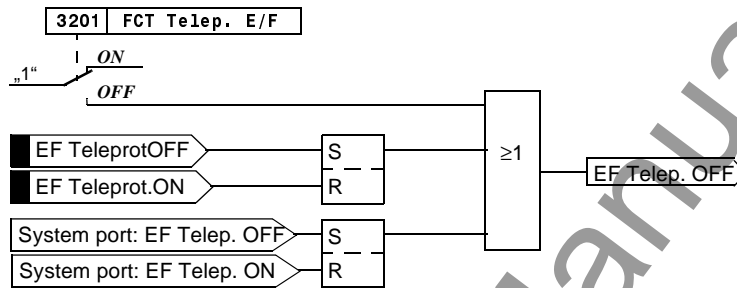 3201 FCT Telep. E/F
ON
„1“
OFF
EF TeleprotOFF
S
≥1
EF Telep. OFF
EF Teleprot.ON
R
System port: EF Telep. OFF
S
System port: EF Telep. ON
R